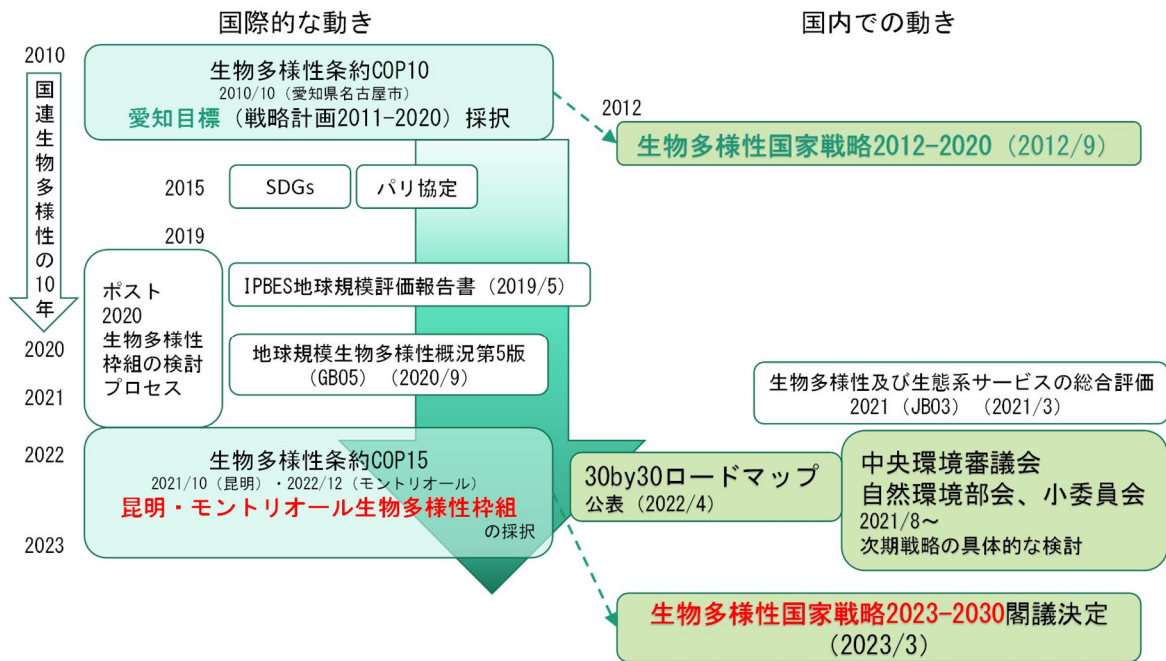 国際的な動き
国内での動き
2010
国連生物多様性の10年
生物多様性条約COP10
2010/10（愛知県名古屋市）
愛知目標（戦略計画2011-2020）採択
2012
生物多様性国家戦略2012-2020（2012/9）
2015
SDGs
パリ協定
2019
ポスト
2020
生物多様性
枠組の検討
プロセス
IPBES地球規模評価報告書（2019/5）
2020
地球規模生物多様性概況第5版
（GBO5）（2020/9）
2021
生物多様性及び生態系サービスの総合評価
2021（JBO3）（2021/3）
2022
生物多様性条約COP15
2021/10（昆明）・2022/12（モントリオール）
昆明・モントリオール生物多様性枠組
の採択
30by30ロードマップ
公表（2022/4）
中央環境審議会
自然環境部会、小委員会
2021/8～
次期戦略の具体的な検討
2023
生物多様性国家戦略2023-2030閣議決定
（2023/3）